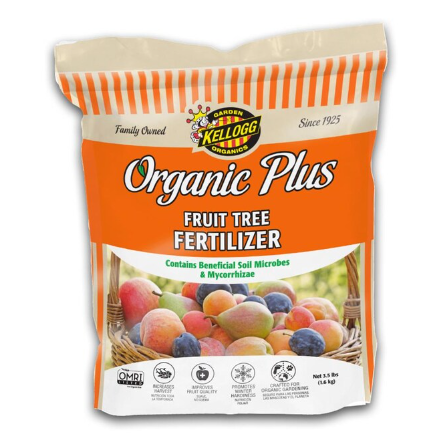 GARDEN
KELLOGG
ORGANICS
Family Owned
Since 1925
Organic Plus
FRUIT TREE
FERTILIZER
Contains Beneficial Soil Microbes
& Mycorrhizae
OMRI
LISTED
INCREASES
HARVEST
IMPROVES
FRUIT QUALITY
PROMOTES
WINTER
HARDINESS
CRAFTED FOR
ORGANIC GARDENING
Net 3.5 lbs
(1.6 kg)